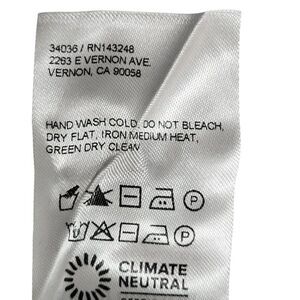 34036 / RN143248
2263 E VERNON AVE.
VERNON, CA 90058
HAND WASH COLD, DO NOT BLEACH,
DRY FLAT, IRON MEDIUM HEAT,
GREEN DRY CLEAN
P
P
CLIMATE
NEUTRAL